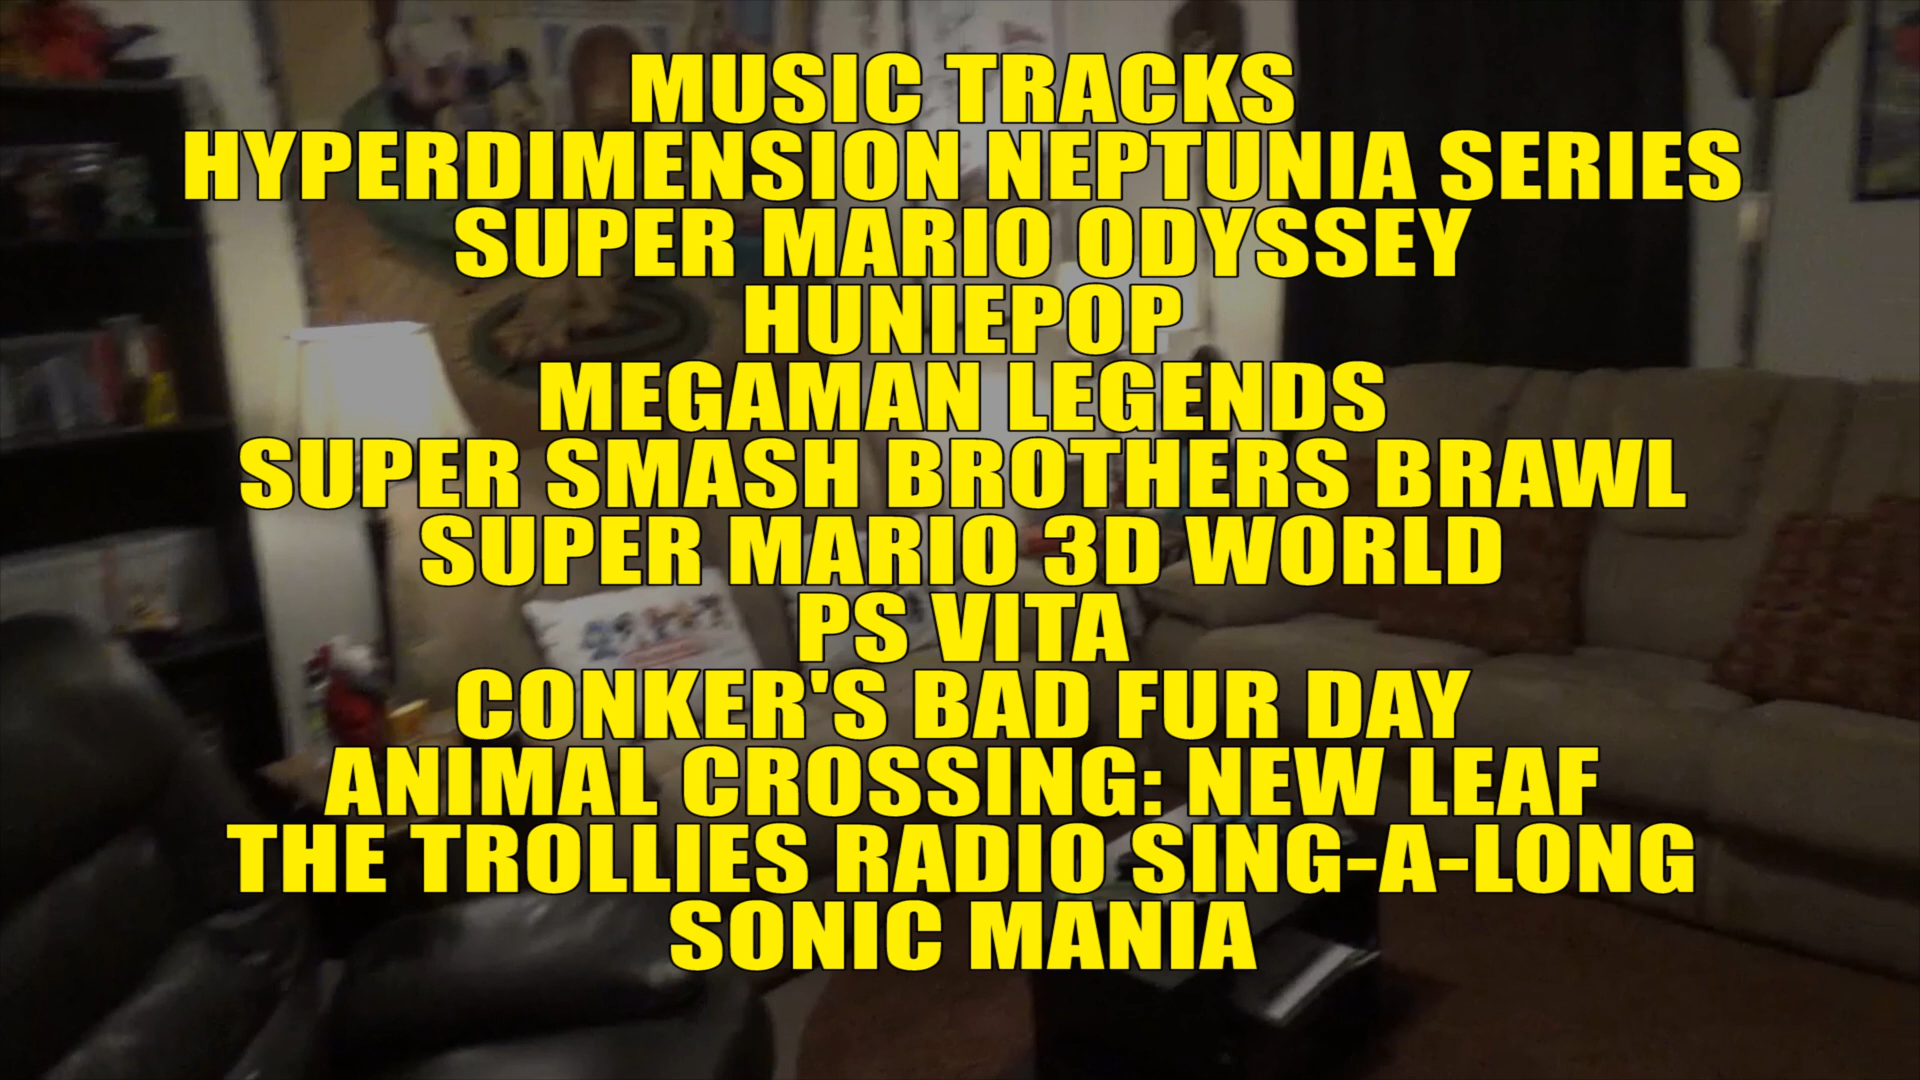 MUSIC TRACKS
HYPERDIMENSION NEPTUNIA SERIES
SUPER MARIO ODYSSEY
HUNIEPOP
MEGAMAN LEGENDS
SUPER SMASH BROTHERS BRAWL
SUPER MARIO 3D WORLD
PS VITA
CONKER'S BAD FUR DAY
ANIMAL CROSSING: NEW LEAF
THE TROLLIES RADIO SING-A-LONG
SONIC MANIA